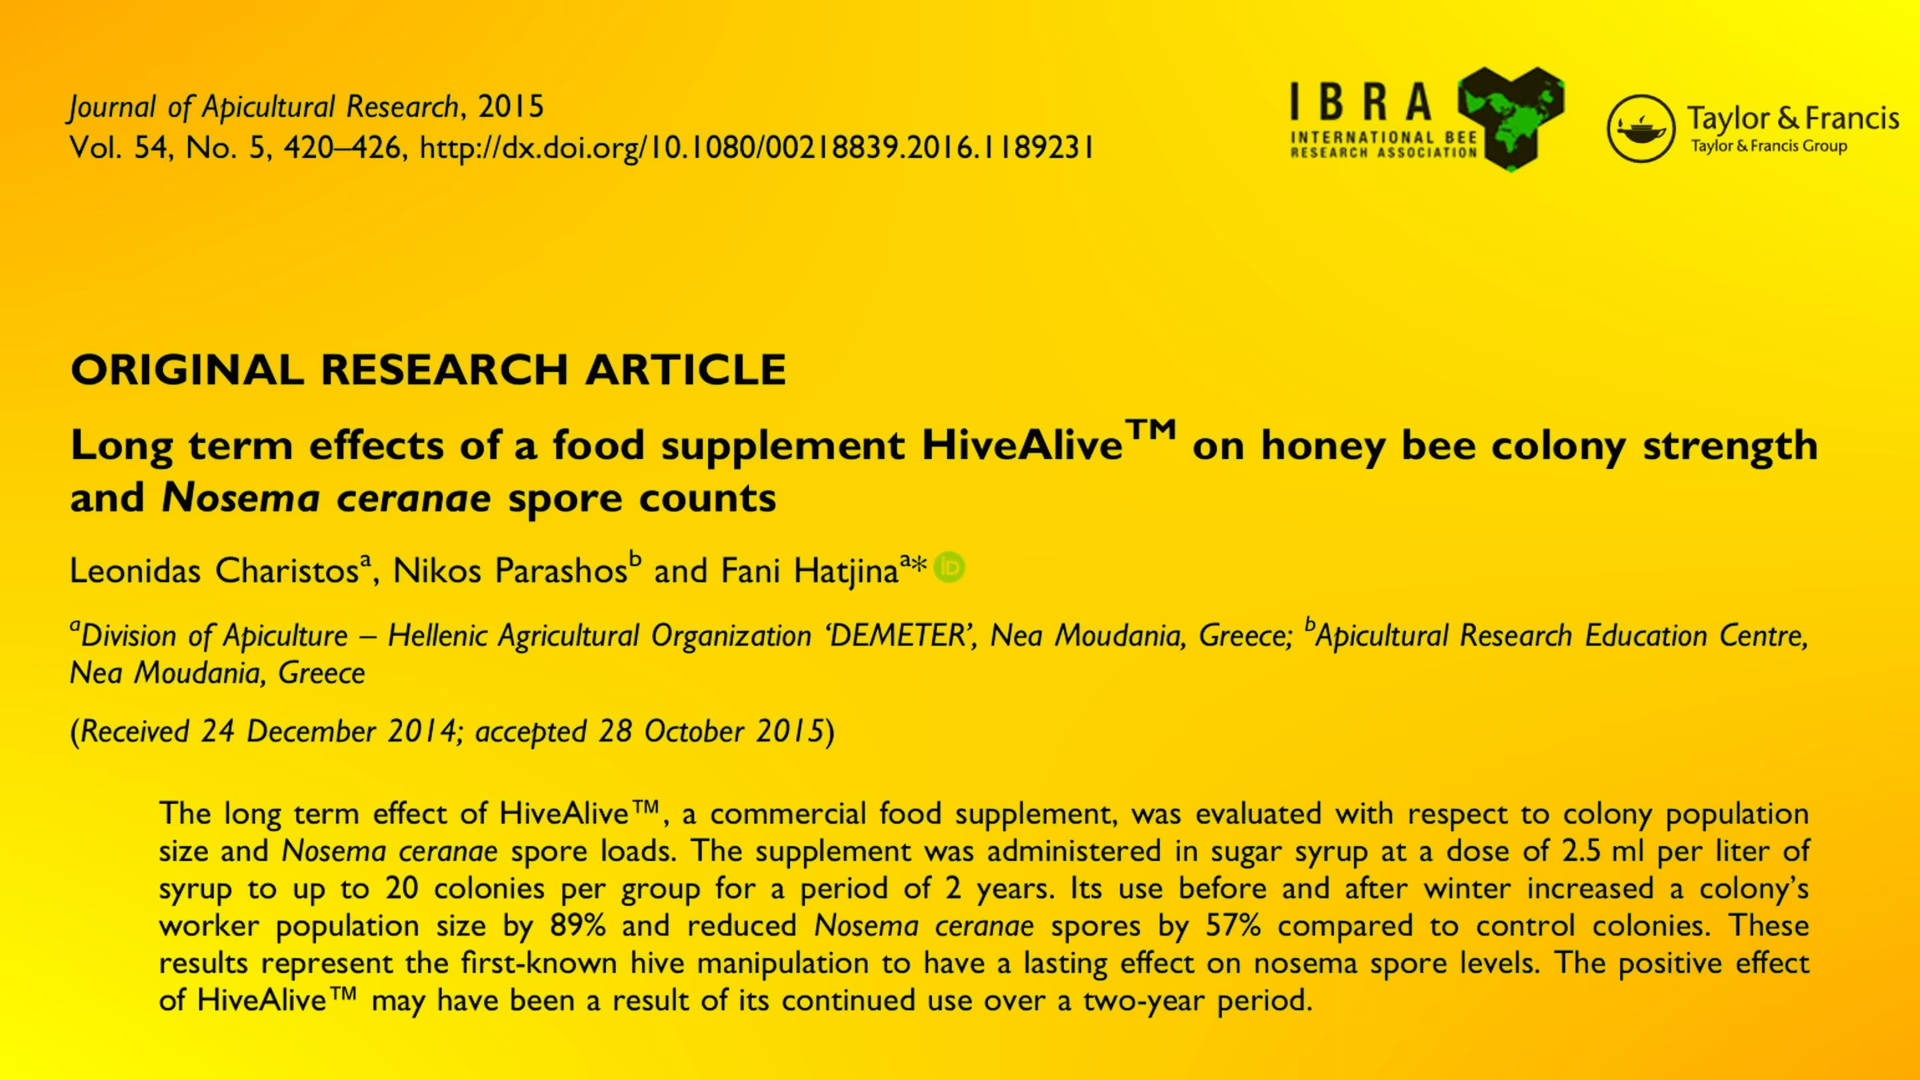 Journal of Apicultural Research, 2015
Vol. 54, No. 5, 420–426, http://dx.doi.org/10.1080/00218839.2016.1189231
IBRA
INTERNATIONAL BEE
RESEARCH ASSOCIATION
Taylor & Francis
Taylor & Francis Group
ORIGINAL RESEARCH ARTICLE
Long term effects of a food supplement HiveAlive™ on honey bee colony strength
and Nosema ceranae spore counts
Leonidas Charistosᵃ, Nikos Parashosᵇ and Fani Hatjinaᵃ* iD
ᵃDivision of Apiculture – Hellenic Agricultural Organization ‘DEMETER’, Nea Moudania, Greece; ᵇApicultural Research Education Centre,
Nea Moudania, Greece
(Received 24 December 2014; accepted 28 October 2015)
The long term effect of HiveAlive™, a commercial food supplement, was evaluated with respect to colony population
size and Nosema ceranae spore loads. The supplement was administered in sugar syrup at a dose of 2.5 ml per liter of
syrup to up to 20 colonies per group for a period of 2 years. Its use before and after winter increased a colony’s
worker population size by 89% and reduced Nosema ceranae spores by 57% compared to control colonies. These
results represent the first-known hive manipulation to have a lasting effect on nosema spore levels. The positive effect
of HiveAlive™ may have been a result of its continued use over a two-year period.